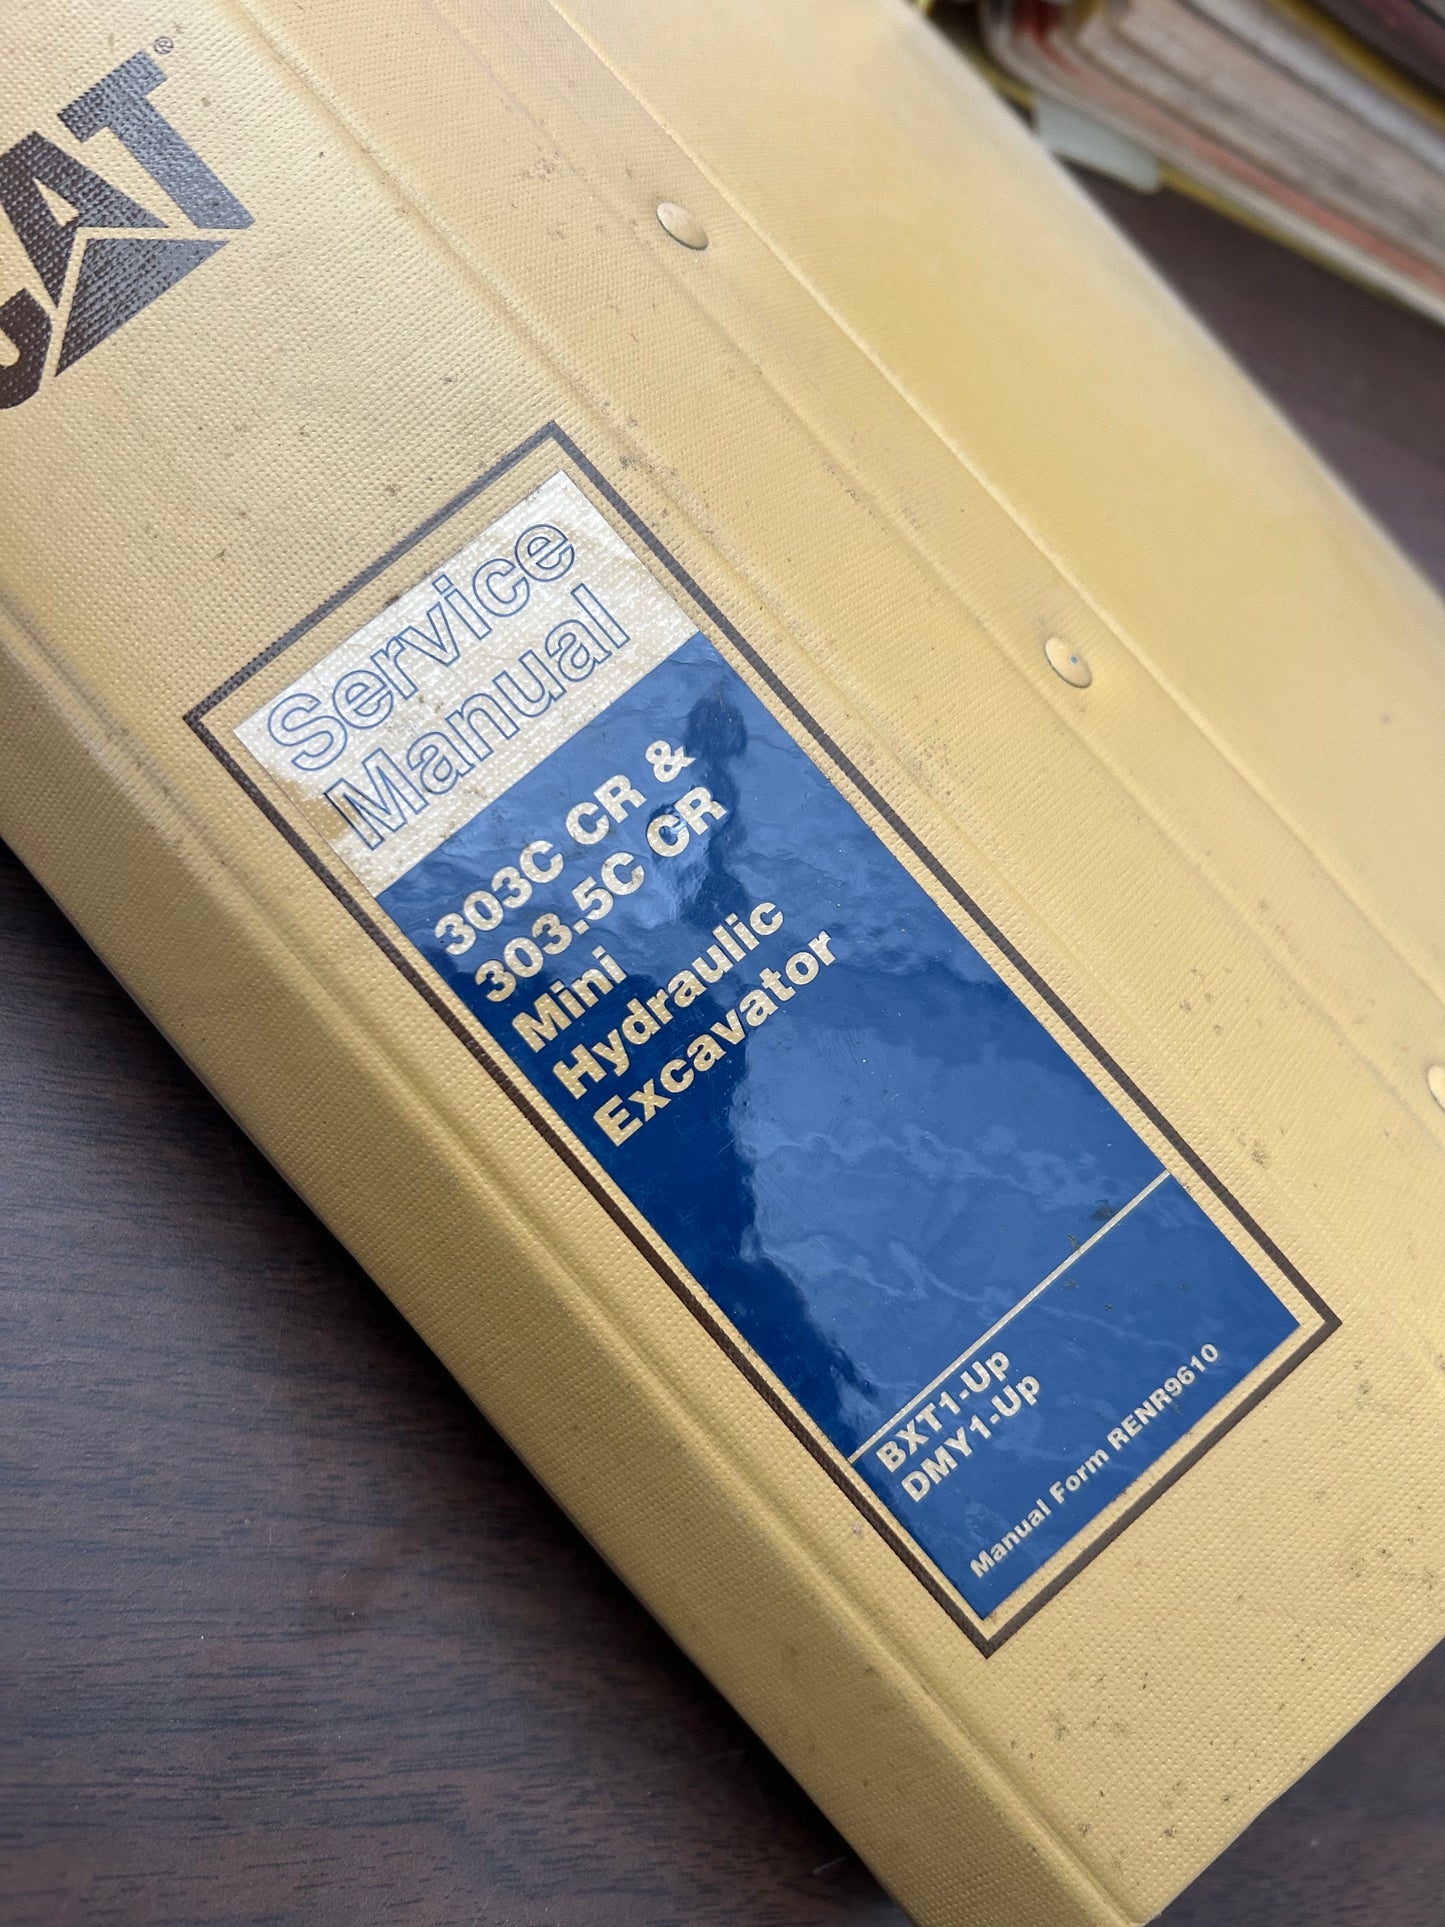 CAT®
Service
Manual
303C CR &
303.5C CR
Mini
Hydraulic
Excavator
BXT1-Up
DMY1-Up
Manual Form RENR9610